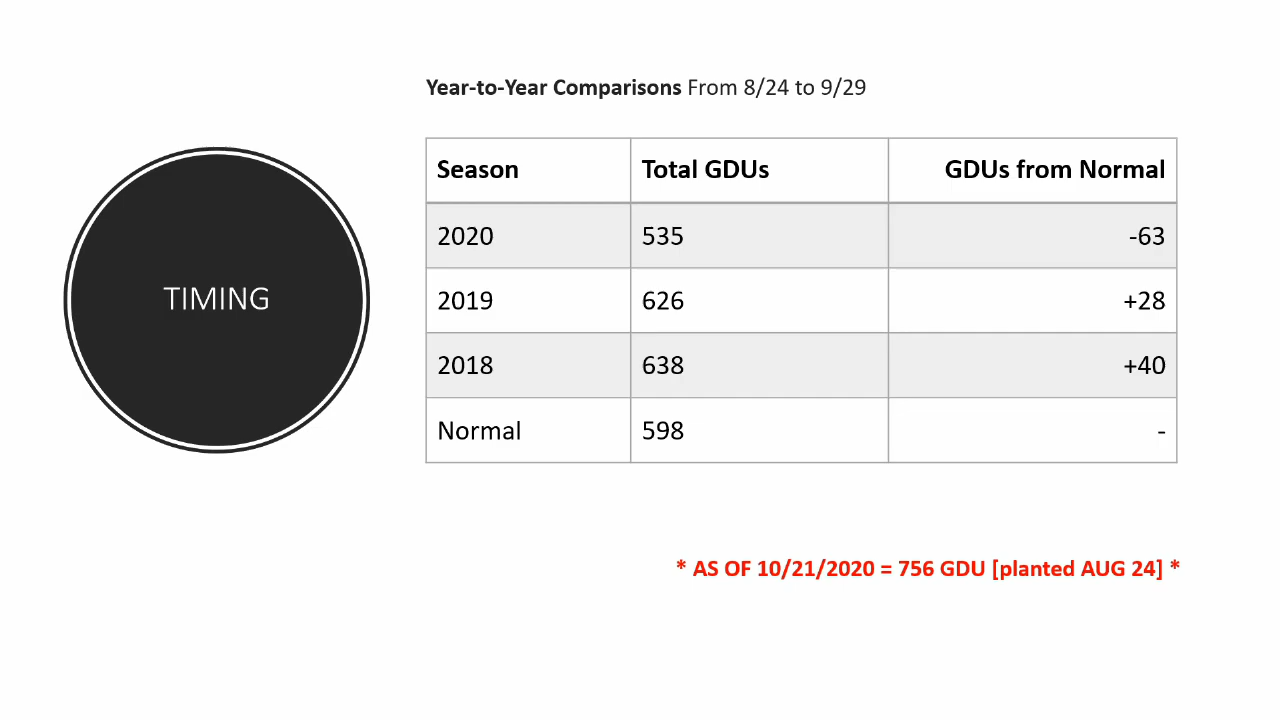 Year-to-Year Comparisons From 8/24 to 9/29
TIMING
Season Total GDUs GDUs from Normal
2020 535 -63
2019 626 +28
2018 638 +40
Normal 598 -
* AS OF 10/21/2020 = 756 GDU [planted AUG 24] *